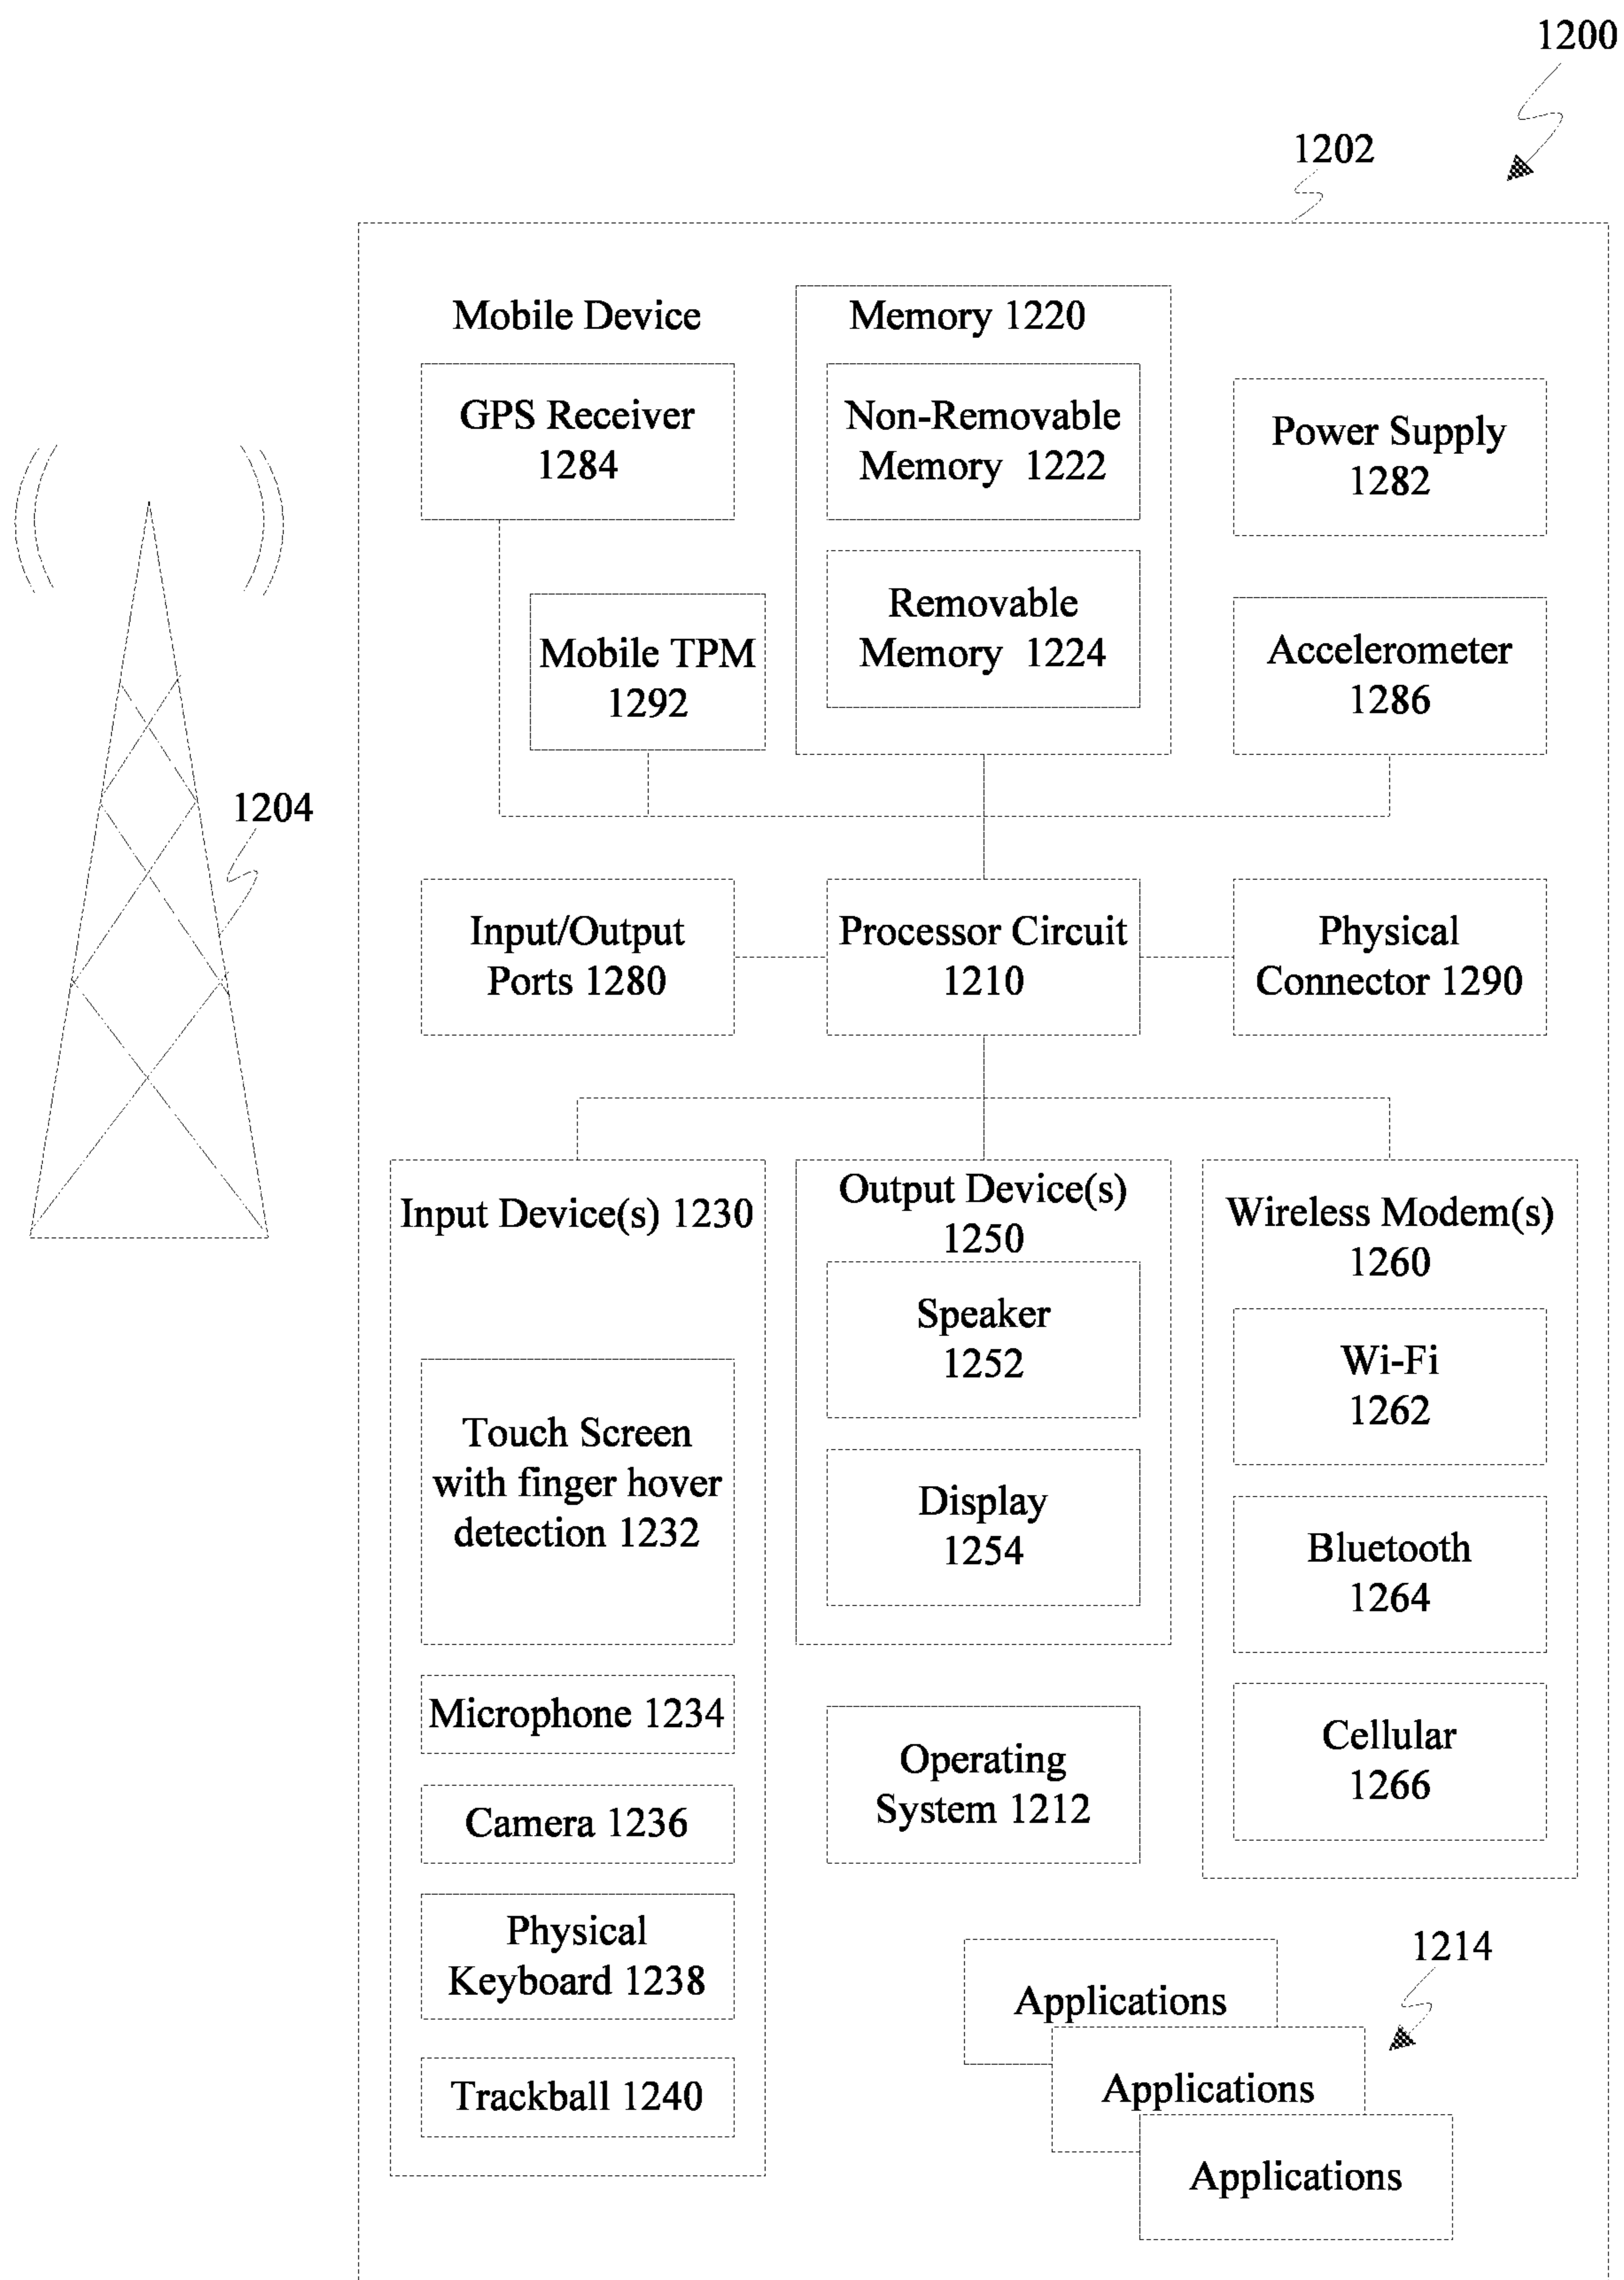 1200
1202
Mobile Device
Memory 1220
GPS Receiver
1284
Non-Removable
Memory 1222
Power Supply
1282
Mobile TPM
1292
Removable
Memory 1224
Accelerometer
1286
1204
Input/Output
Ports 1280
Processor Circuit
1210
Physical
Connector 1290
Input Device(s) 1230
Touch Screen
with finger hover
detection 1232
Microphone 1234
Camera 1236
Physical
Keyboard 1238
Trackball 1240
Output Device(s)
1250
Speaker
1252
Display
1254
Operating
System 1212
Wireless Modem(s)
1260
Wi-Fi
1262
Bluetooth
1264
Cellular
1266
1214
Applications
Applications
Applications